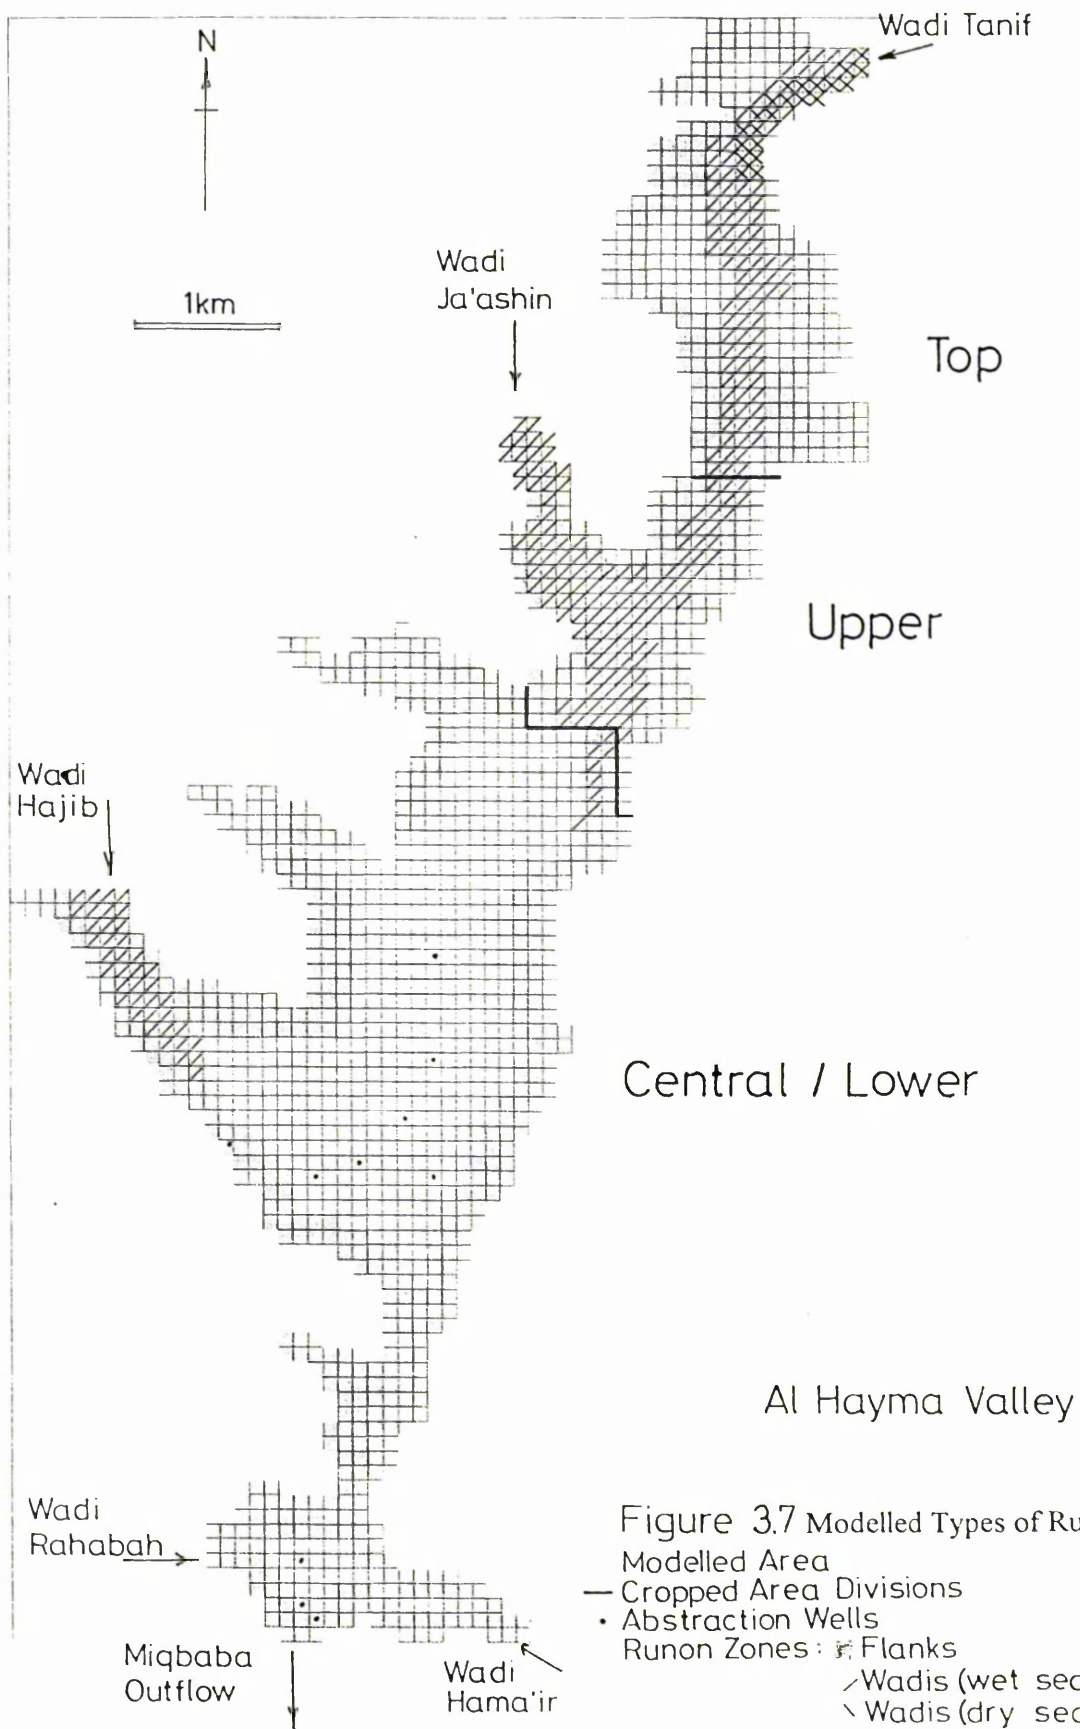 Wadi Tanif
N
Wadi
Ja'ashin
1km
Top
Upper
Wadi
Hajib
Central / Lower
Al Hayma Valley
Wadi
Rahabah
Miqbaba
Outflow
Wadi
Hama'ir
Figure 3.7 Modelled Types of Ru
Modelled Area
Cropped Area Divisions
Abstraction Wells
Runon Zones: Flanks
Wadis (wet sea
Wadis (dry sea